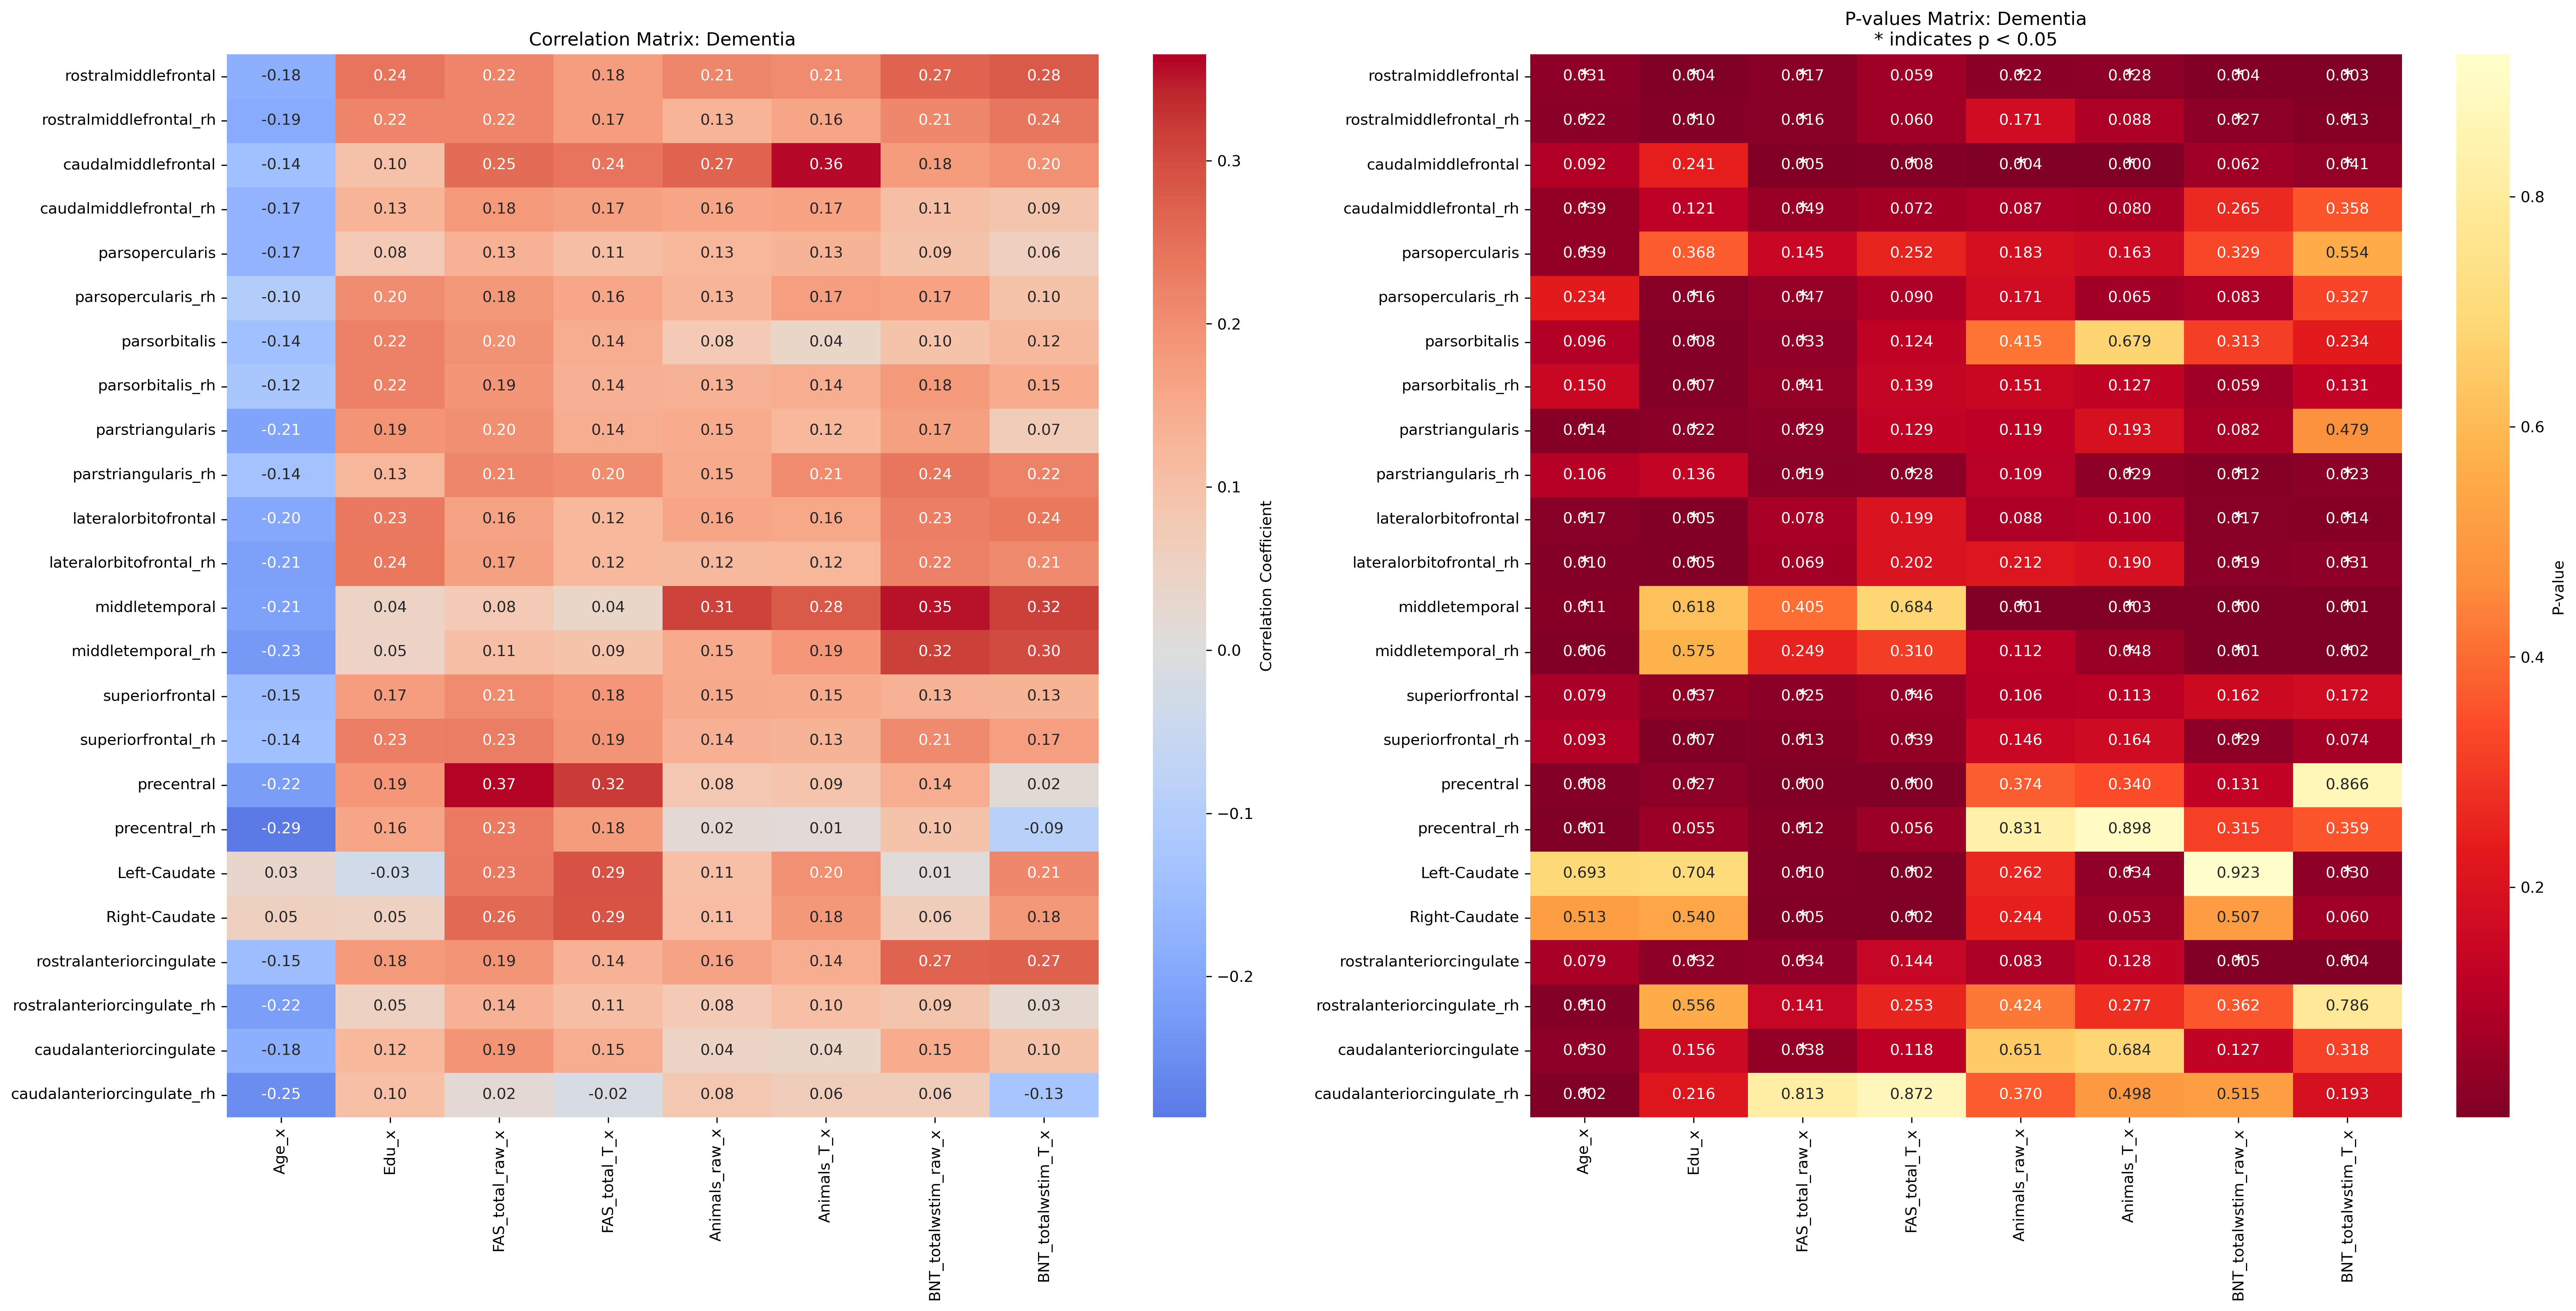 Correlation Matrix: Dementia
rostralmiddlefrontal -0.18 0.24 0.22 0.18 0.21 0.21 0.27 0.28
rostralmiddlefrontal_rh -0.19 0.22 0.22 0.17 0.13 0.16 0.21 0.24
caudalmiddlefrontal -0.14 0.10 0.25 0.24 0.27 0.36 0.18 0.20
caudalmiddlefrontal_rh -0.17 0.13 0.18 0.17 0.16 0.17 0.11 0.09
parsopercularis -0.17 0.08 0.13 0.11 0.13 0.13 0.09 0.06
parsopercularis_rh -0.10 0.20 0.18 0.16 0.13 0.17 0.17 0.10
parsorbitalis -0.14 0.22 0.20 0.14 0.08 0.04 0.10 0.12
parsorbitalis_rh -0.12 0.22 0.19 0.14 0.13 0.14 0.18 0.15
parstriangularis -0.21 0.19 0.20 0.14 0.15 0.12 0.17 0.07
parstriangularis_rh -0.14 0.13 0.21 0.20 0.15 0.21 0.24 0.22
lateralorbitofrontal -0.20 0.23 0.16 0.12 0.16 0.16 0.23 0.24
lateralorbitofrontal_rh -0.21 0.24 0.17 0.12 0.12 0.12 0.22 0.21
middletemporal -0.21 0.04 0.08 0.04 0.31 0.28 0.35 0.32
middletemporal_rh -0.23 0.05 0.11 0.09 0.15 0.19 0.32 0.30
superiorfrontal -0.15 0.17 0.21 0.18 0.15 0.15 0.13 0.13
superiorfrontal_rh -0.14 0.23 0.23 0.19 0.14 0.13 0.21 0.17
precentral -0.22 0.19 0.37 0.32 0.08 0.09 0.14 0.02
precentral_rh -0.29 0.16 0.23 0.18 0.02 0.01 0.10 -0.09
Left-Caudate 0.03 -0.03 0.23 0.29 0.11 0.20 0.01 0.21
Right-Caudate 0.05 0.05 0.26 0.29 0.11 0.18 0.06 0.18
rostralanteriorcingulate -0.15 0.18 0.19 0.14 0.16 0.14 0.27 0.27
rostralanteriorcingulate_rh -0.22 0.05 0.14 0.11 0.08 0.10 0.09 0.03
caudalanteriorcingulate -0.18 0.12 0.19 0.15 0.04 0.04 0.15 0.10
caudalanteriorcingulate_rh -0.25 0.10 0.02 -0.02 0.08 0.06 0.06 -0.13
Age_x
Edu_x
FAS_total_raw_x
FAS_total_T_x
Animals_raw_x
Animals_T_x
BNT_totalwstim_raw_x
BNT_totalwstim_T_x
0.3
0.2
0.1
0.0
−0.1
−0.2
Correlation Coefficient
P-values Matrix: Dementia
* indicates p < 0.05
rostralmiddlefrontal 0.031* 0.004* 0.017* 0.059 0.022* 0.028* 0.004* 0.003*
rostralmiddlefrontal_rh 0.022* 0.010* 0.016* 0.060 0.171 0.088 0.027* 0.013*
caudalmiddlefrontal 0.092 0.241 0.005* 0.008* 0.004* 0.000* 0.062 0.041*
caudalmiddlefrontal_rh 0.039* 0.121 0.049* 0.072 0.087 0.080 0.265 0.358
parsopercularis 0.039* 0.368 0.145 0.252 0.183 0.163 0.329 0.554
parsopercularis_rh 0.234 0.016* 0.047* 0.090 0.171 0.065 0.083 0.327
parsorbitalis 0.096 0.008* 0.033* 0.124 0.415 0.679 0.313 0.234
parsorbitalis_rh 0.150 0.007* 0.041* 0.139 0.151 0.127 0.059 0.131
parstriangularis 0.014* 0.022* 0.029* 0.129 0.119 0.193 0.082 0.479
parstriangularis_rh 0.106 0.136 0.019* 0.028* 0.109 0.029* 0.012* 0.023*
lateralorbitofrontal 0.017* 0.005* 0.078 0.199 0.088 0.100 0.017* 0.014*
lateralorbitofrontal_rh 0.010* 0.005* 0.069 0.202 0.212 0.190 0.019* 0.031*
middletemporal 0.011* 0.618 0.405 0.684 0.001* 0.003* 0.000* 0.001*
middletemporal_rh 0.006* 0.575 0.249 0.310 0.112 0.048* 0.001* 0.002*
superiorfrontal 0.079 0.037* 0.025* 0.046* 0.106 0.113 0.162 0.172
superiorfrontal_rh 0.093 0.007* 0.013* 0.039* 0.146 0.164 0.029* 0.074
precentral 0.008* 0.027* 0.000* 0.000* 0.374 0.340 0.131 0.866
precentral_rh 0.001* 0.055 0.012* 0.056 0.831 0.898 0.315 0.359
Left-Caudate 0.693 0.704 0.010* 0.002* 0.262 0.034* 0.923 0.030*
Right-Caudate 0.513 0.540 0.005* 0.002* 0.244 0.053 0.507 0.060
rostralanteriorcingulate 0.079 0.032* 0.034* 0.144 0.083 0.128 0.005* 0.004*
rostralanteriorcingulate_rh 0.010* 0.556 0.141 0.253 0.424 0.277 0.362 0.786
caudalanteriorcingulate 0.030* 0.156 0.038* 0.118 0.651 0.684 0.127 0.318
caudalanteriorcingulate_rh 0.002* 0.216 0.813 0.872 0.370 0.498 0.515 0.193
Age_x
Edu_x
FAS_total_raw_x
FAS_total_T_x
Animals_raw_x
Animals_T_x
BNT_totalwstim_raw_x
BNT_totalwstim_T_x
0.8
0.6
0.4
0.2
P-value